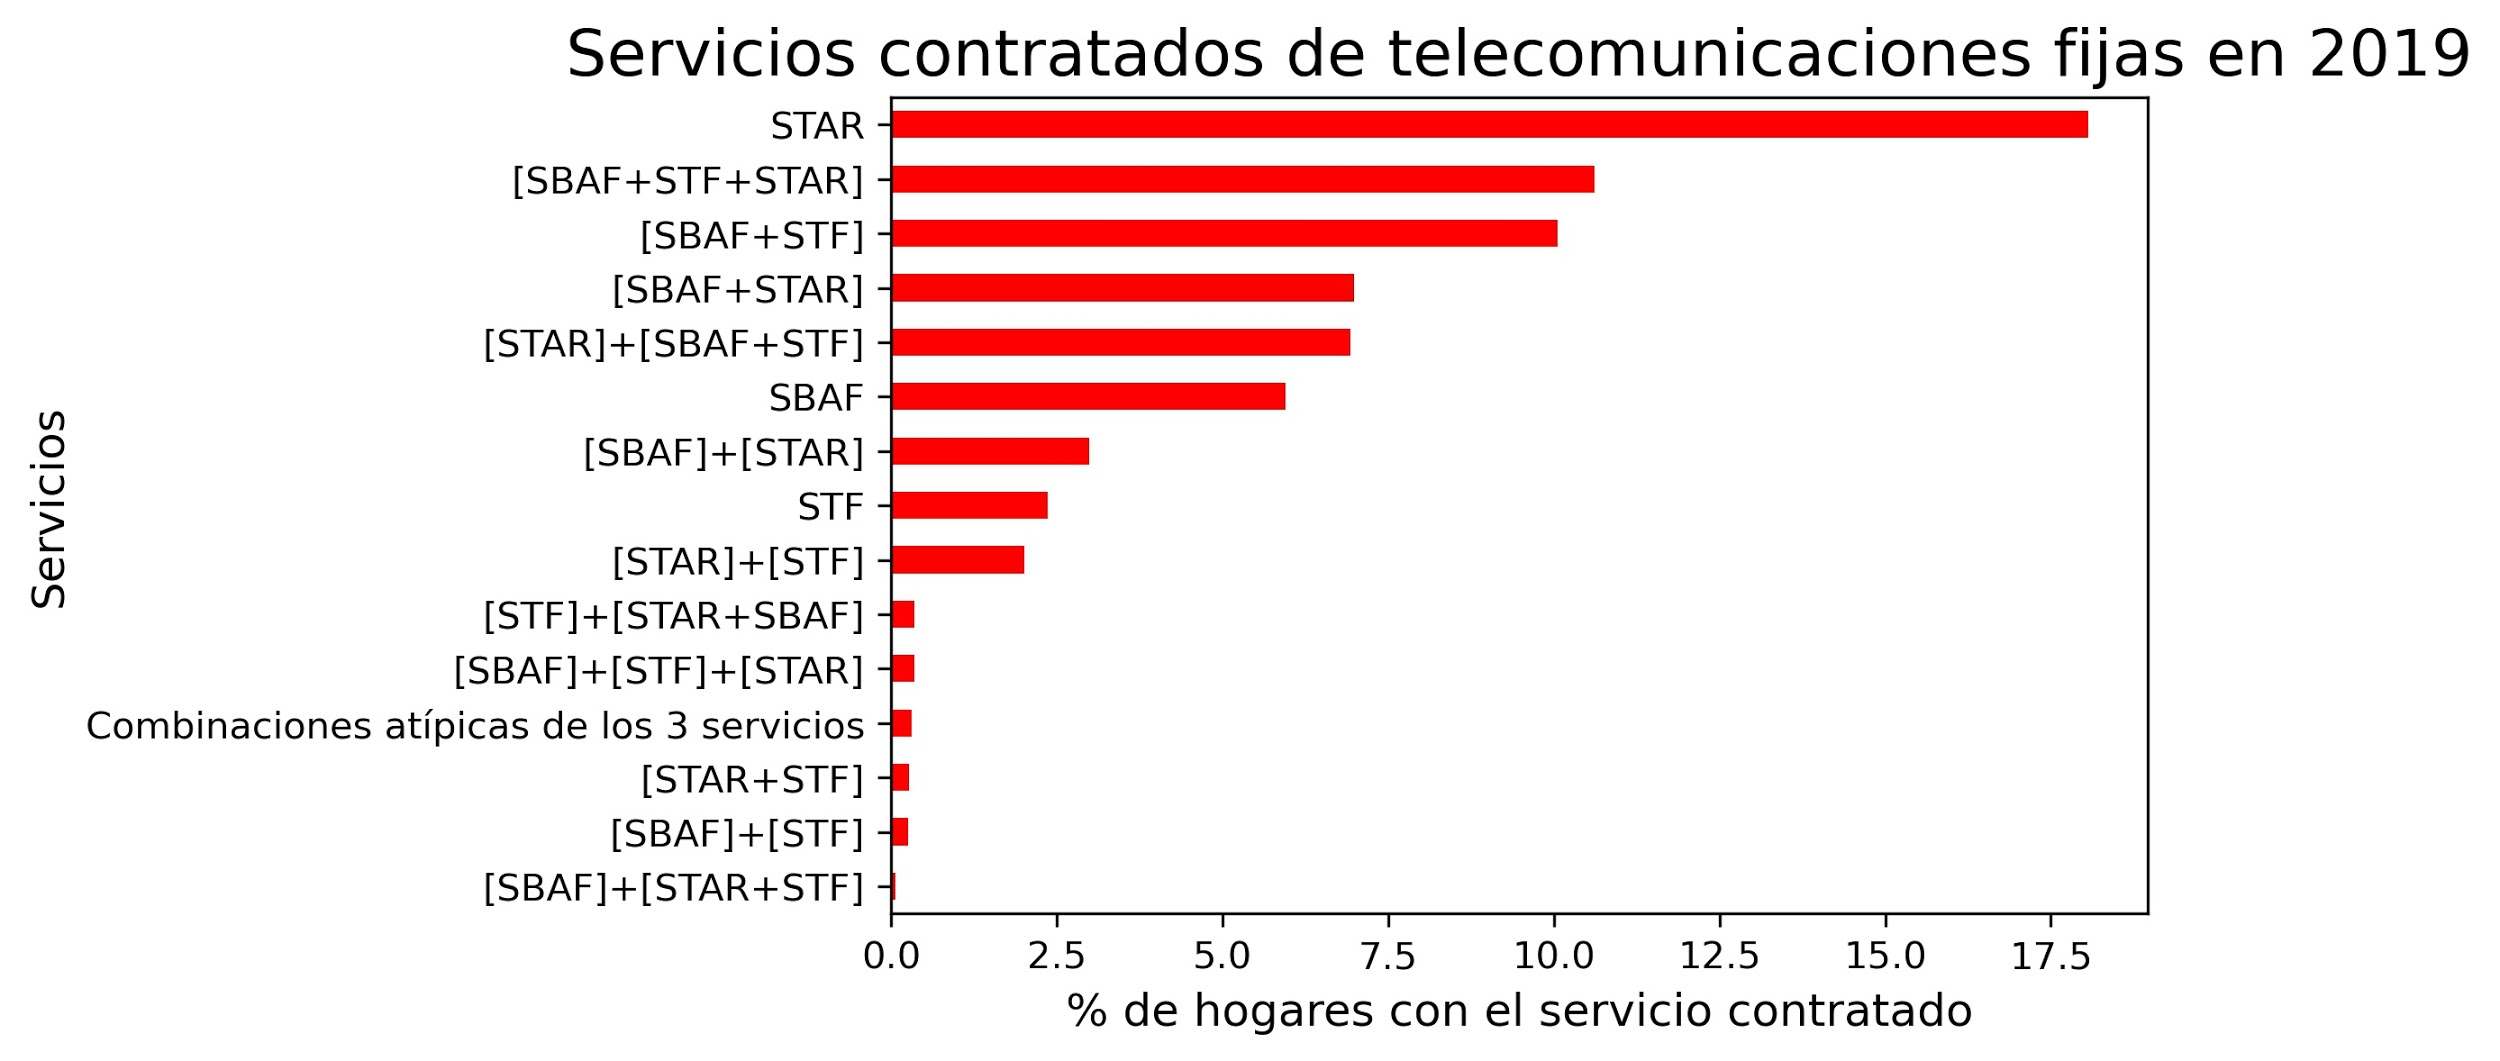 Servicios contratados de telecomunicaciones fijas en 2019
STAR
[SBAF+STF+STAR]
[SBAF+STF]
[SBAF+STAR]
[STAR]+[SBAF+STF]
SBAF
[SBAF]+[STAR]
STF
[STAR]+[STF]
[STF]+[STAR+SBAF]
[SBAF]+[STF]+[STAR]
Combinaciones atípicas de los 3 servicios
[STAR+STF]
[SBAF]+[STF]
[SBAF]+[STAR+STF]
Servicios
0.0 2.5 5.0 7.5 10.0 12.5 15.0 17.5
% de hogares con el servicio contratado